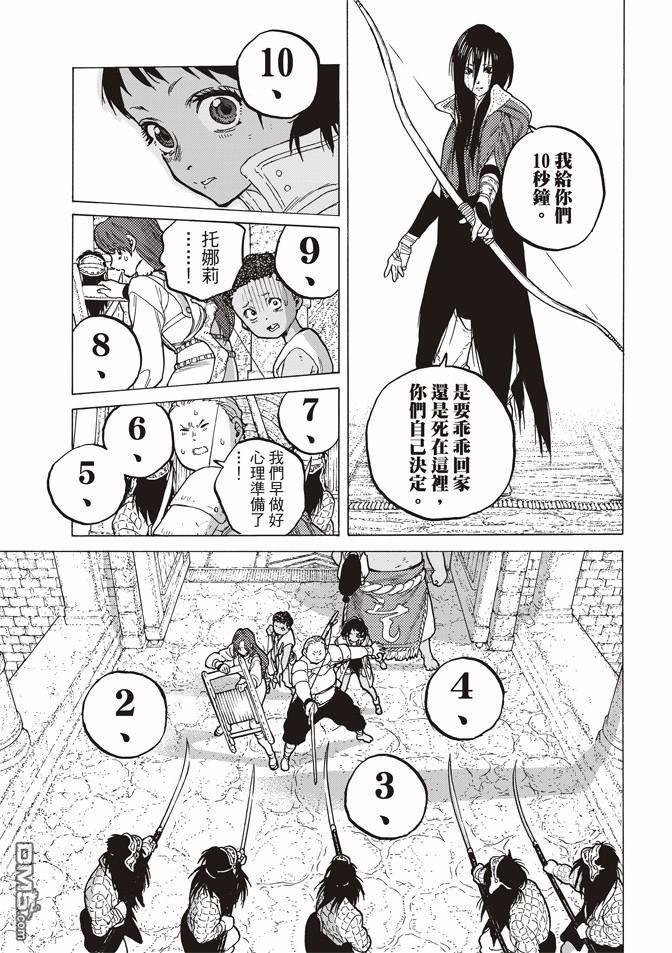 我給你們
10秒鐘。
是要乖乖回家
還是死在這裡，
你們自己決定。
10、
9、
托娜莉
……！
8、
7、
我們早做好
心理準備了
…！
6、
5、
4、
3、
2、
DM5.com